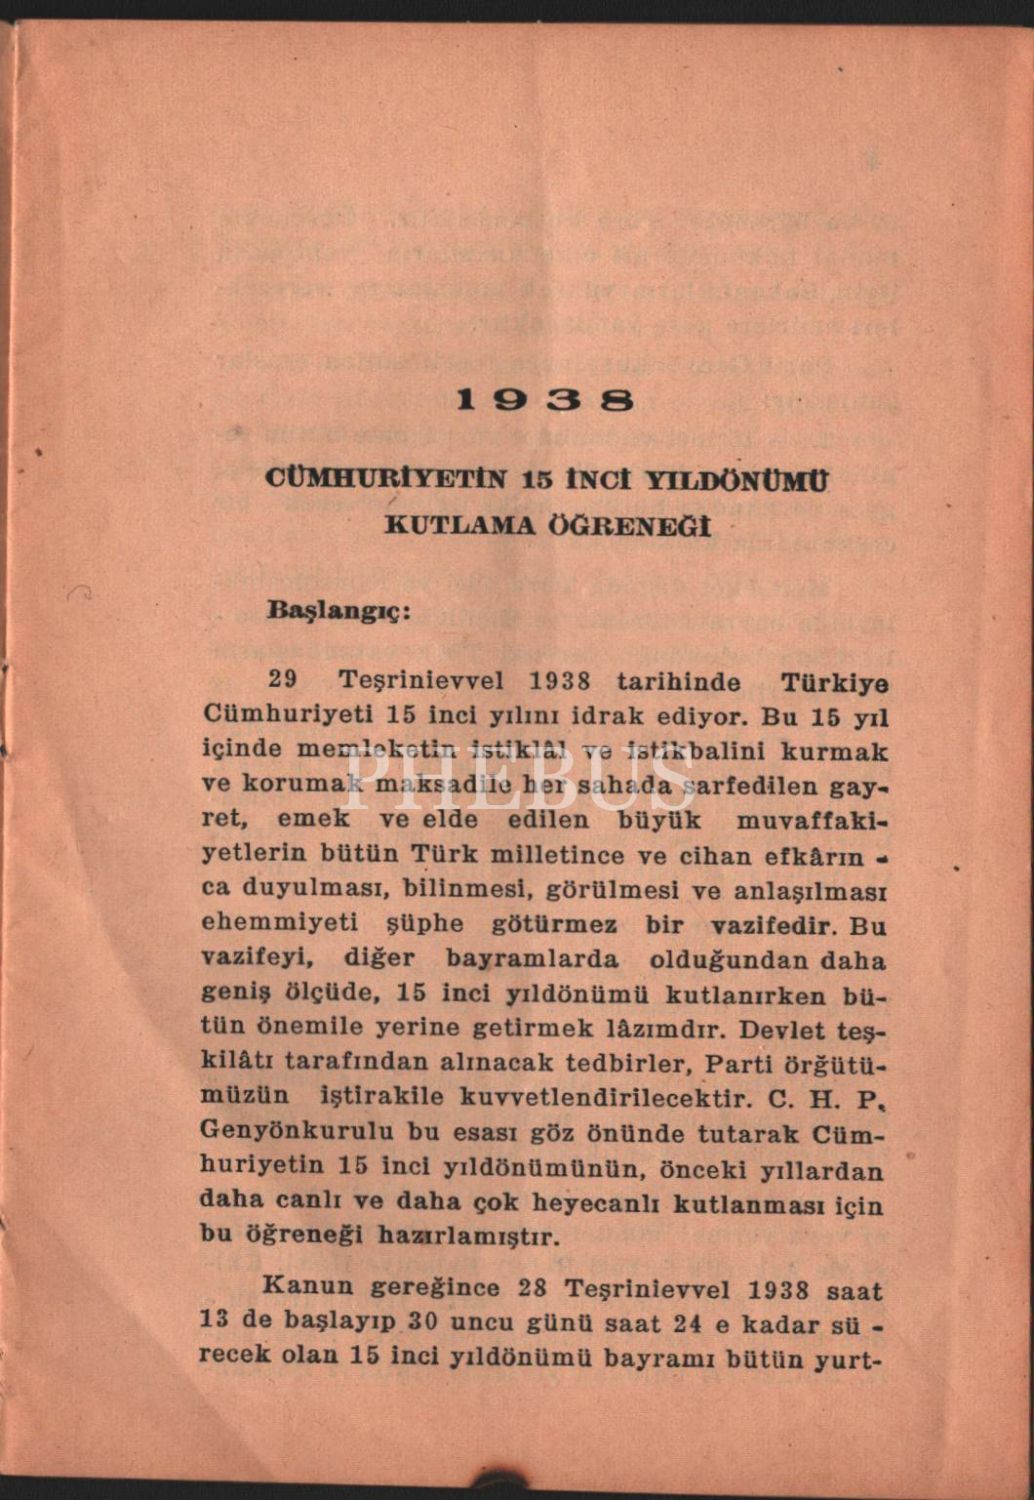 1938
CÜMHURİYETİN 15 İNCİ YILDÖNÜMÜ
KUTLAMA ÖĞRENEĞİ
Başlangıç:
29 Teşrinievvel 1938 tarihinde Türkiye
Cümhuriyeti 15 inci yılını idrak ediyor. Bu 15 yıl
içinde memleketin istiklâl ve istikbalini kurmak
ve korumak maksadile her sahada sarfedilen gay-
ret, emek ve elde edilen büyük muvaffaki-
yetlerin bütün Türk milletince ve cihan efkârın -
ca duyulması, bilinmesi, görülmesi ve anlaşılması
ehemmiyeti şüphe götürmez bir vazifedir. Bu
vazifeyi, diğer bayramlarda olduğundan daha
geniş ölçüde, 15 inci yıldönümü kutlanırken bü-
tün önemile yerine getirmek lâzımdır. Devlet teş-
kilâtı tarafından alınacak tedbirler, Parti örğütü-
müzün iştirakile kuvvetlendirilecektir. C. H. P.
Genyönkurulu bu esası göz önünde tutarak Cüm-
huriyetin 15 inci yıldönümünün, önceki yıllardan
daha canlı ve daha çok heyecanlı kutlanması için
bu öğreneği hazırlamıştır.
Kanun gereğince 28 Teşrinievvel 1938 saat
13 de başlayıp 30 uncu günü saat 24 e kadar sü -
recek olan 15 inci yıldönümü bayramı bütün yurt-
PHEBUS